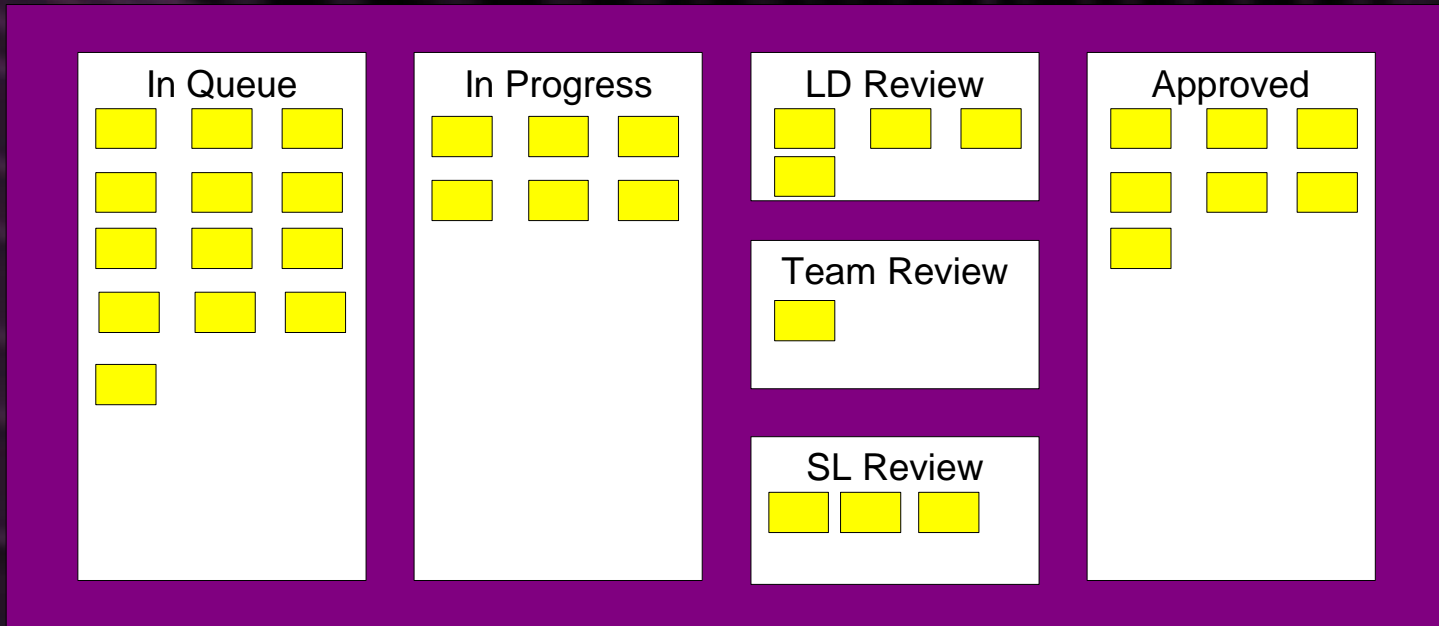 In Queue
In Progress
LD Review
Team Review
SL Review
Approved